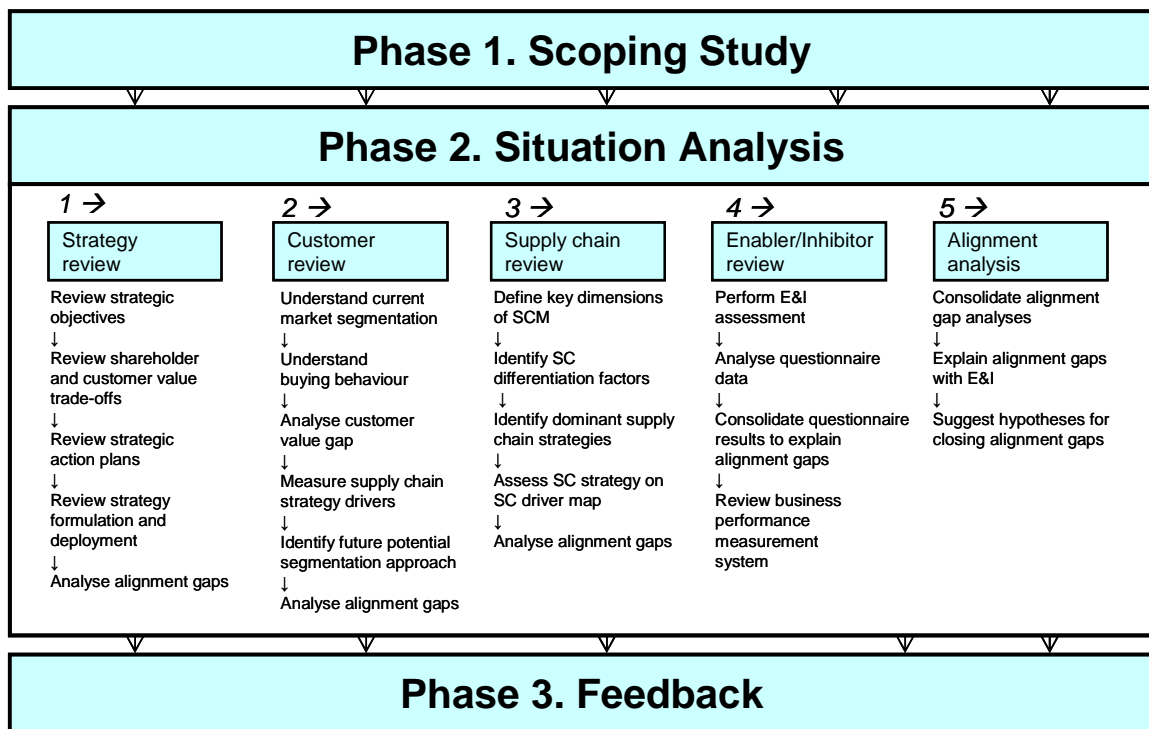 Phase 1. Scoping Study
Phase 2. Situation Analysis
1 →
Strategy
review
Review strategic
objectives
↓
Review shareholder
and customer value
trade-offs
↓
Review strategic
action plans
↓
Review strategy
formulation and
deployment
↓
Analyse alignment gaps
2 →
Customer
review
Understand current
market segmentation
↓
Understand
buying behaviour
↓
Analyse customer
value gap
↓
Measure supply chain
strategy drivers
↓
Identify future potential
segmentation approach
↓
Analyse alignment gaps
3 →
Supply chain
review
Define key dimensions
of SCM
↓
Identify SC
differentiation factors
↓
Identify dominant supply
chain strategies
↓
Assess SC strategy on
SC driver map
↓
Analyse alignment gaps
4 →
Enabler/Inhibitor
review
Perform E&I
assessment
↓
Analyse questionnaire
data
↓
Consolidate questionnaire
results to explain
alignment gaps
↓
Review business
performance
measurement
system
5 →
Alignment
analysis
Consolidate alignment
gap analyses
↓
Explain alignment gaps
with E&I
↓
Suggest hypotheses for
closing alignment gaps
Phase 3. Feedback